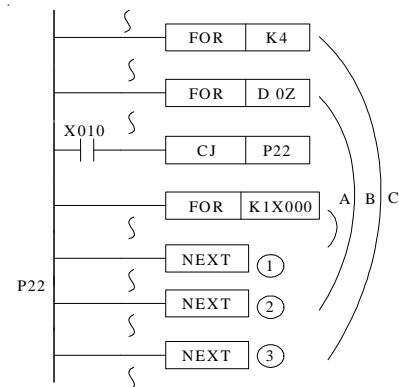 FOR K4
FOR D 0Z
X010
CJ P22
FOR K1X000 A B C
NEXT 1
P22
NEXT 2
NEXT 3